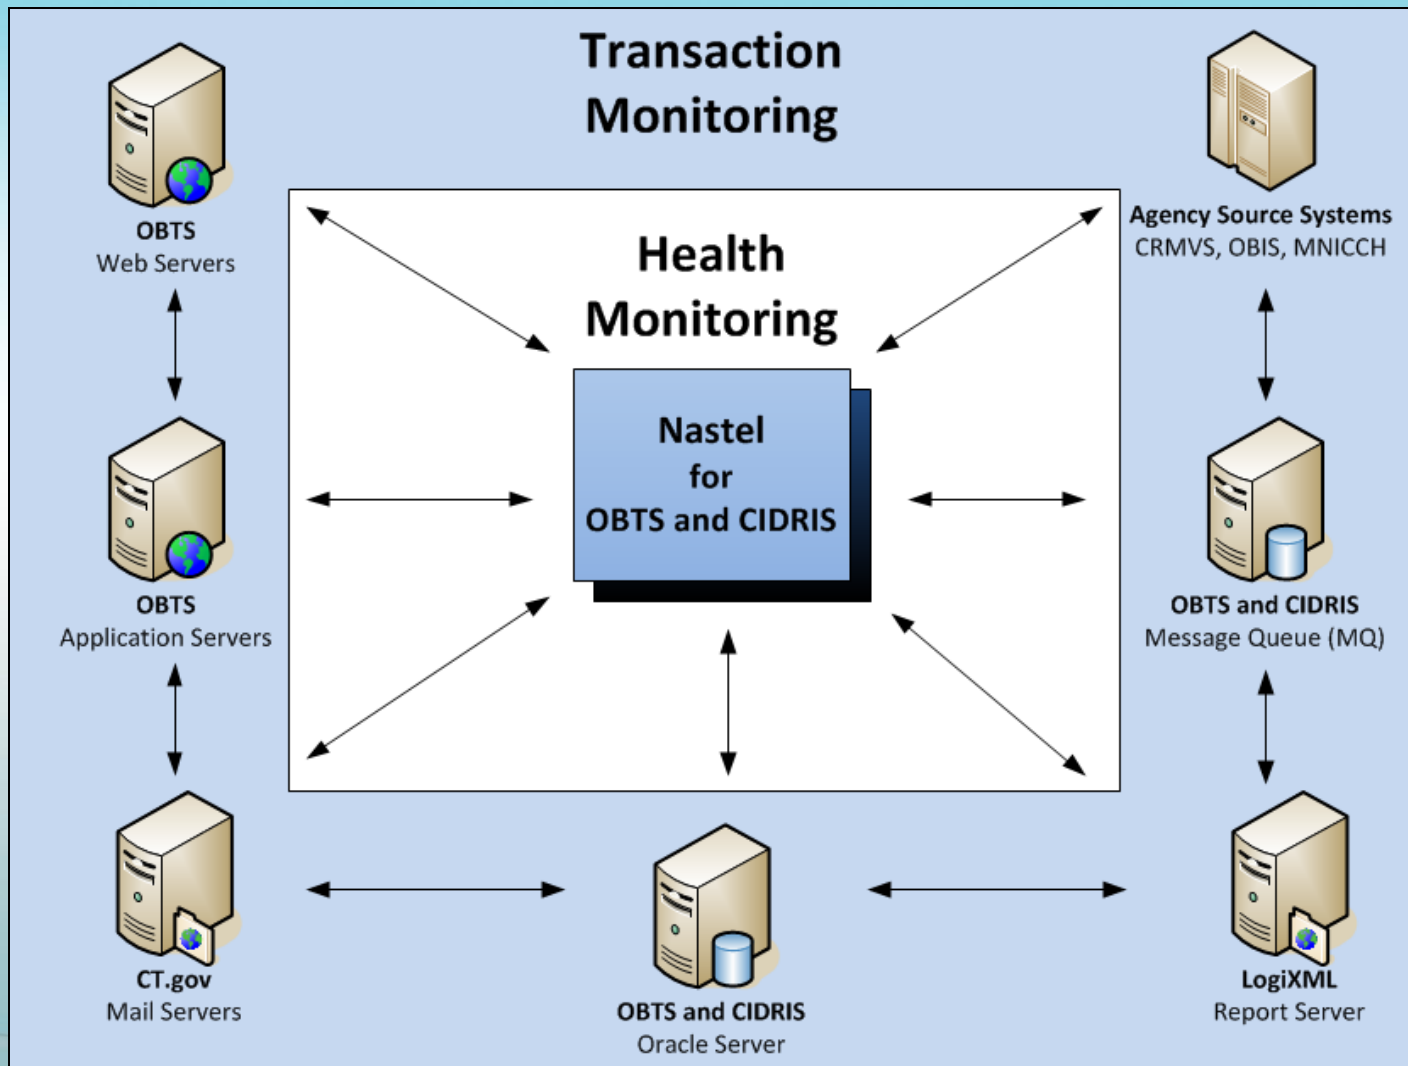 Transaction
Monitoring
OBTS
Web Servers
Agency Source Systems
CRMVS, OBIS, MNICCH
Health
Monitoring
Nastel
for
OBTS and CIDRIS
OBTS
Application Servers
OBTS and CIDRIS
Message Queue (MQ)
CT.gov
Mail Servers
OBTS and CIDRIS
Oracle Server
LogiXML
Report Server